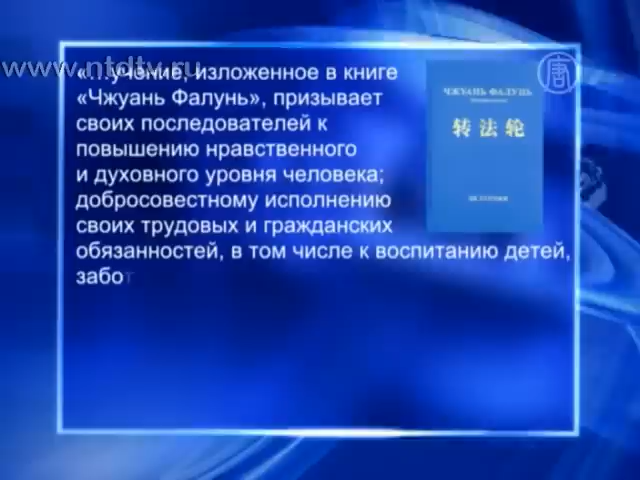 www.ntdtv.ru
«…учение, изложенное в книге
«Чжуань Фалунь», призывает
своих последователей к
повышению нравственного
и духовного уровня человека;
добросовестному исполнению
своих трудовых и гражданских
обязанностей, в том числе к воспитанию детей,
забот
唐
ЧЖУАНЬ ФАЛУНЬ
转法轮